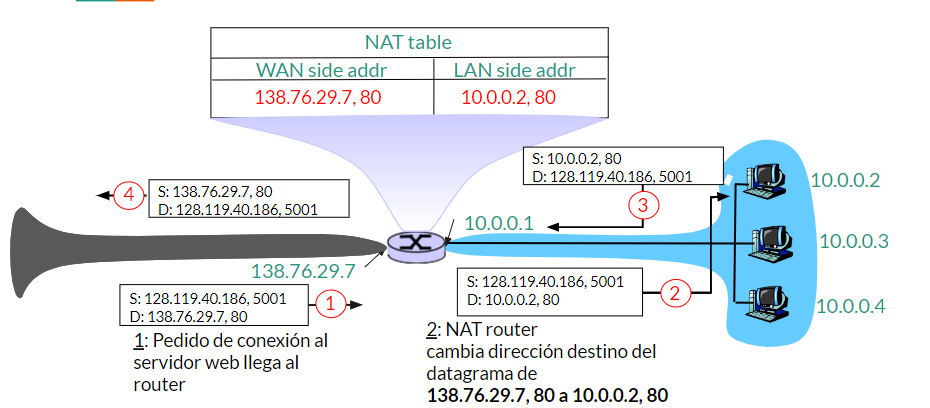 NAT table
WAN side addr LAN side addr
138.76.29.7, 80 10.0.0.2, 80
S: 10.0.0.2, 80
D: 128.119.40.186, 5001
3
10.0.0.2
4
S: 138.76.29.7, 80
D: 128.119.40.186, 5001
10.0.0.1
10.0.0.3
138.76.29.7
S: 128.119.40.186, 5001
D: 10.0.0.2, 80
2
10.0.0.4
S: 128.119.40.186, 5001
D: 138.76.29.7, 80
1
1: Pedido de conexión al
servidor web llega al
router
2: NAT router
cambia dirección destino del
datagrama de
138.76.29.7, 80 a 10.0.0.2, 80